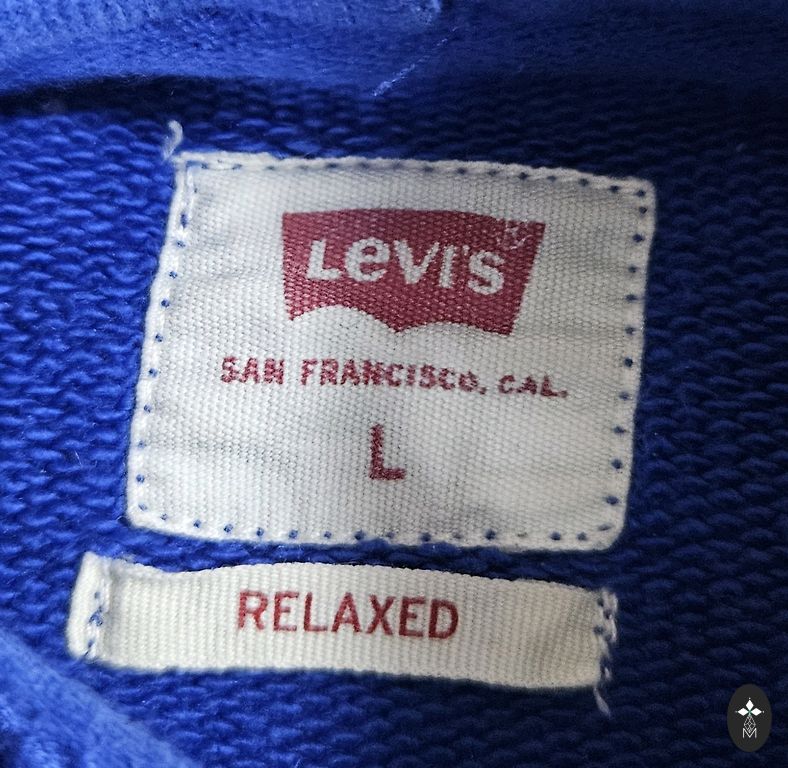 LEVI'S®
SAN FRANCISCO, CAL.
L
RELAXED
M